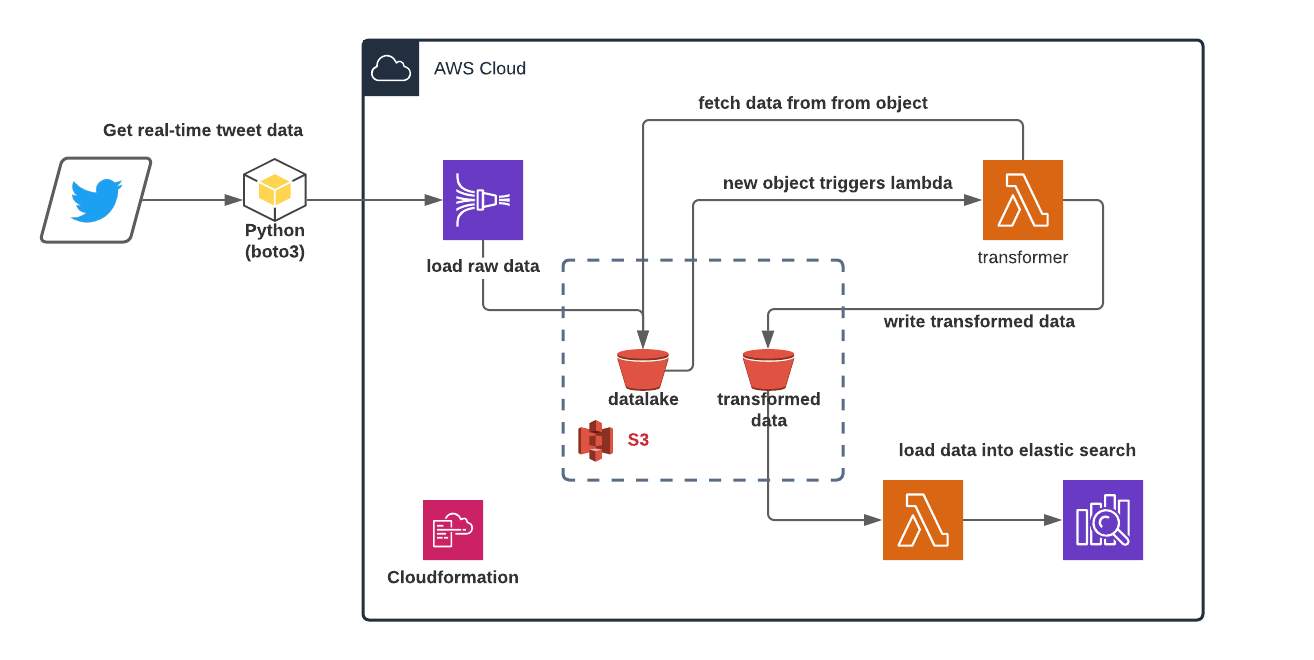 AWS Cloud
fetch data from from object
Get real-time tweet data
new object triggers lambda
Python
(boto3)
transformer
load raw data
write transformed data
datalake
transformed
data
S3
load data into elastic search
Cloudformation